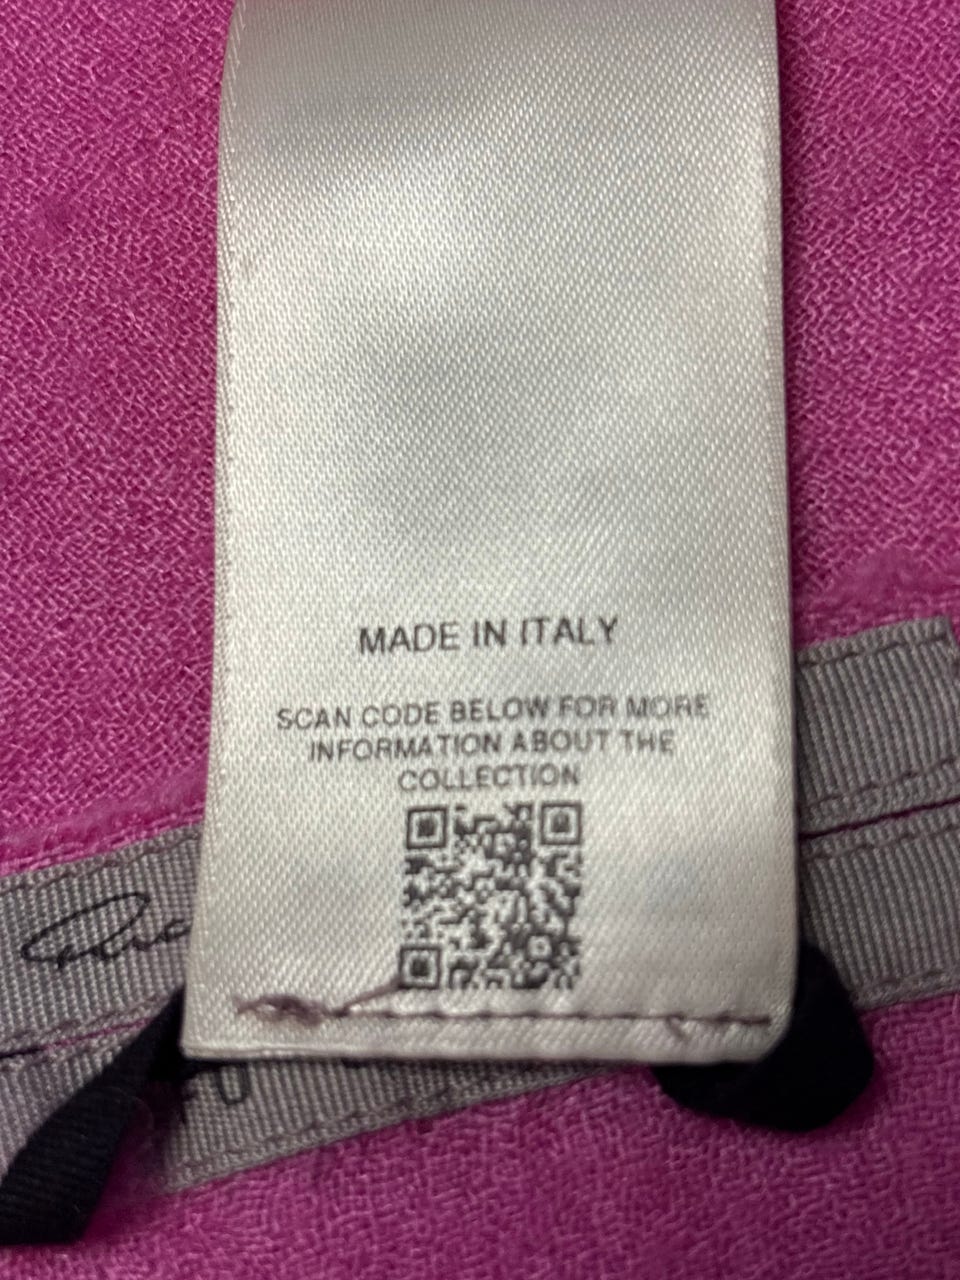 MADE IN ITALY
SCAN CODE BELOW FOR MORE
INFORMATION ABOUT THE
COLLECTION